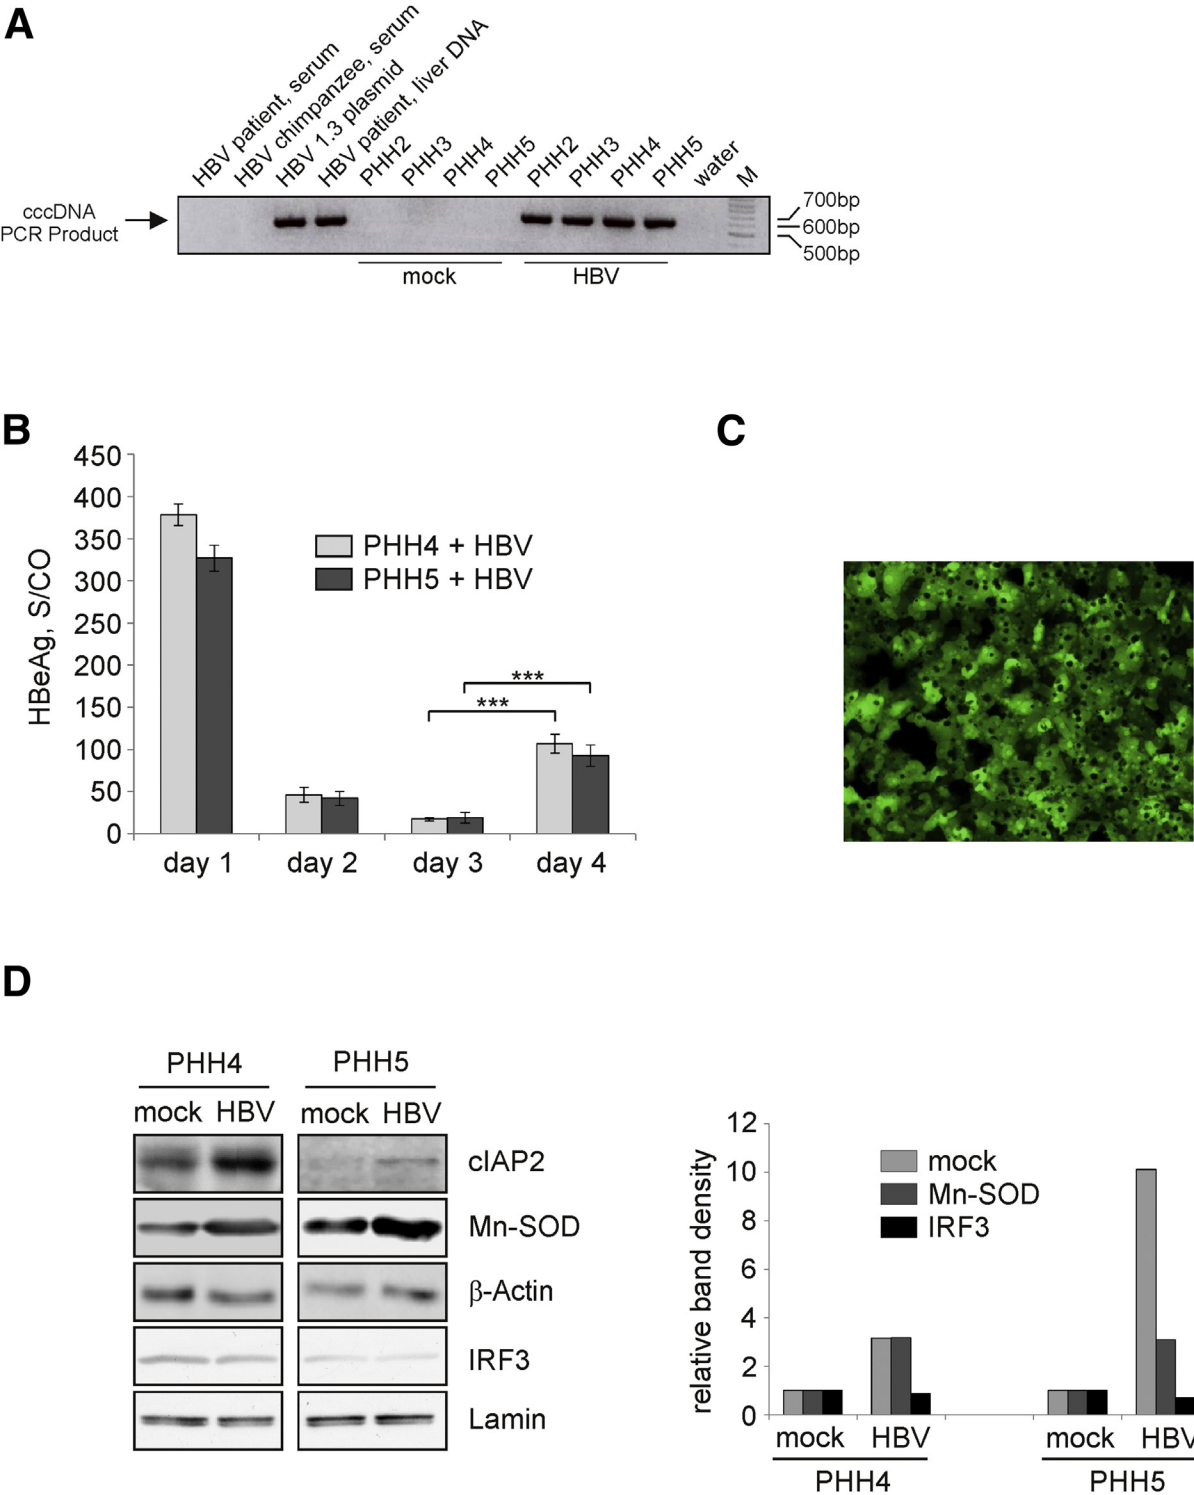 A
HBV patient, serum
HBV chimpanzee, serum
HBV 1.3 plasmid
HBV patient, liver DNA
PHH2
PHH3
PHH4
PHH5
PHH2
PHH3
PHH4
PHH5
water
M
cccDNA
PCR Product
700bp
600bp
500bp
mock
HBV
B
HBeAg, S/CO
450
400
350
300
250
200
150
100
50
0
PHH4 + HBV
PHH5 + HBV
***
***
day 1
day 2
day 3
day 4
C
D
PHH4
PHH5
mock HBV
mock HBV
cIAP2
Mn-SOD
β-Actin
IRF3
Lamin
relative band density
12
10
8
6
4
2
0
mock
Mn-SOD
IRF3
mock
HBV
mock
HBV
PHH4
PHH5